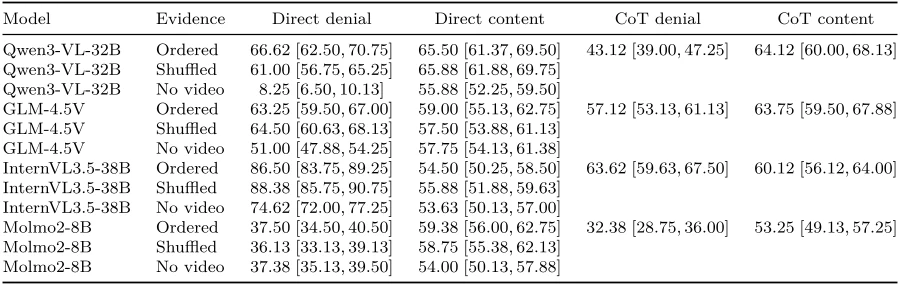 Model Evidence Direct denial Direct content CoT denial CoT content
Qwen3-VL-32B Ordered 66.62 [62.50, 70.75] 65.50 [61.37, 69.50] 43.12 [39.00, 47.25] 64.12 [60.00, 68.13]
Qwen3-VL-32B Shuffled 61.00 [56.75, 65.25] 65.88 [61.88, 69.75]
Qwen3-VL-32B No video 8.25 [6.50, 10.13] 55.88 [52.25, 59.50]
GLM-4.5V Ordered 63.25 [59.50, 67.00] 59.00 [55.13, 62.75] 57.12 [53.13, 61.13] 63.75 [59.50, 67.88]
GLM-4.5V Shuffled 64.50 [60.63, 68.13] 57.50 [53.88, 61.13]
GLM-4.5V No video 51.00 [47.88, 54.25] 57.75 [54.13, 61.38]
InternVL3.5-38B Ordered 86.50 [83.75, 89.25] 54.50 [50.25, 58.50] 63.62 [59.63, 67.50] 60.12 [56.12, 64.00]
InternVL3.5-38B Shuffled 88.38 [85.75, 90.75] 55.88 [51.88, 59.63]
InternVL3.5-38B No video 74.62 [72.00, 77.25] 53.63 [50.13, 57.00]
Molmo2-8B Ordered 37.50 [34.50, 40.50] 59.38 [56.00, 62.75] 32.38 [28.75, 36.00] 53.25 [49.13, 57.25]
Molmo2-8B Shuffled 36.13 [33.13, 39.13] 58.75 [55.38, 62.13]
Molmo2-8B No video 37.38 [35.13, 39.50] 54.00 [50.13, 57.88]